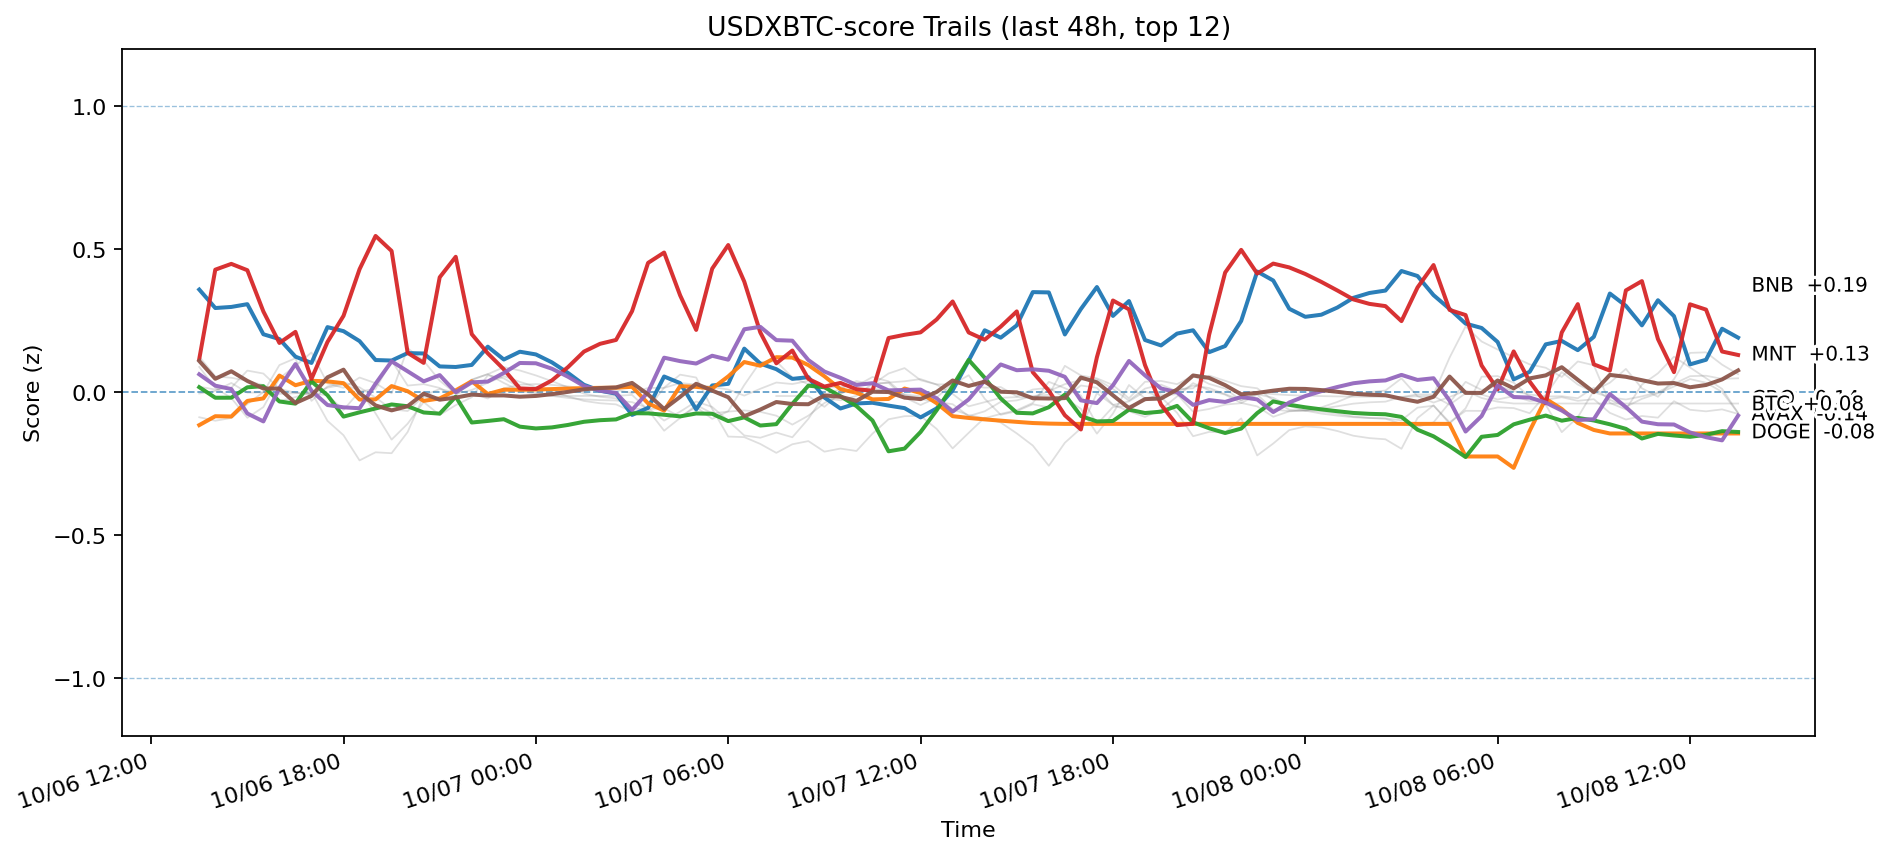 USDXBTC-score Trails (last 48h, top 12)
Score (z)
1.0
0.5
0.0
−0.5
−1.0
BNB +0.19
MNT +0.13
BTC +0.08
AVAX -0.14
DOGE -0.08
10/06 12:00
10/06 18:00
10/07 00:00
10/07 06:00
10/07 12:00
10/07 18:00
10/08 00:00
10/08 06:00
10/08 12:00
Time